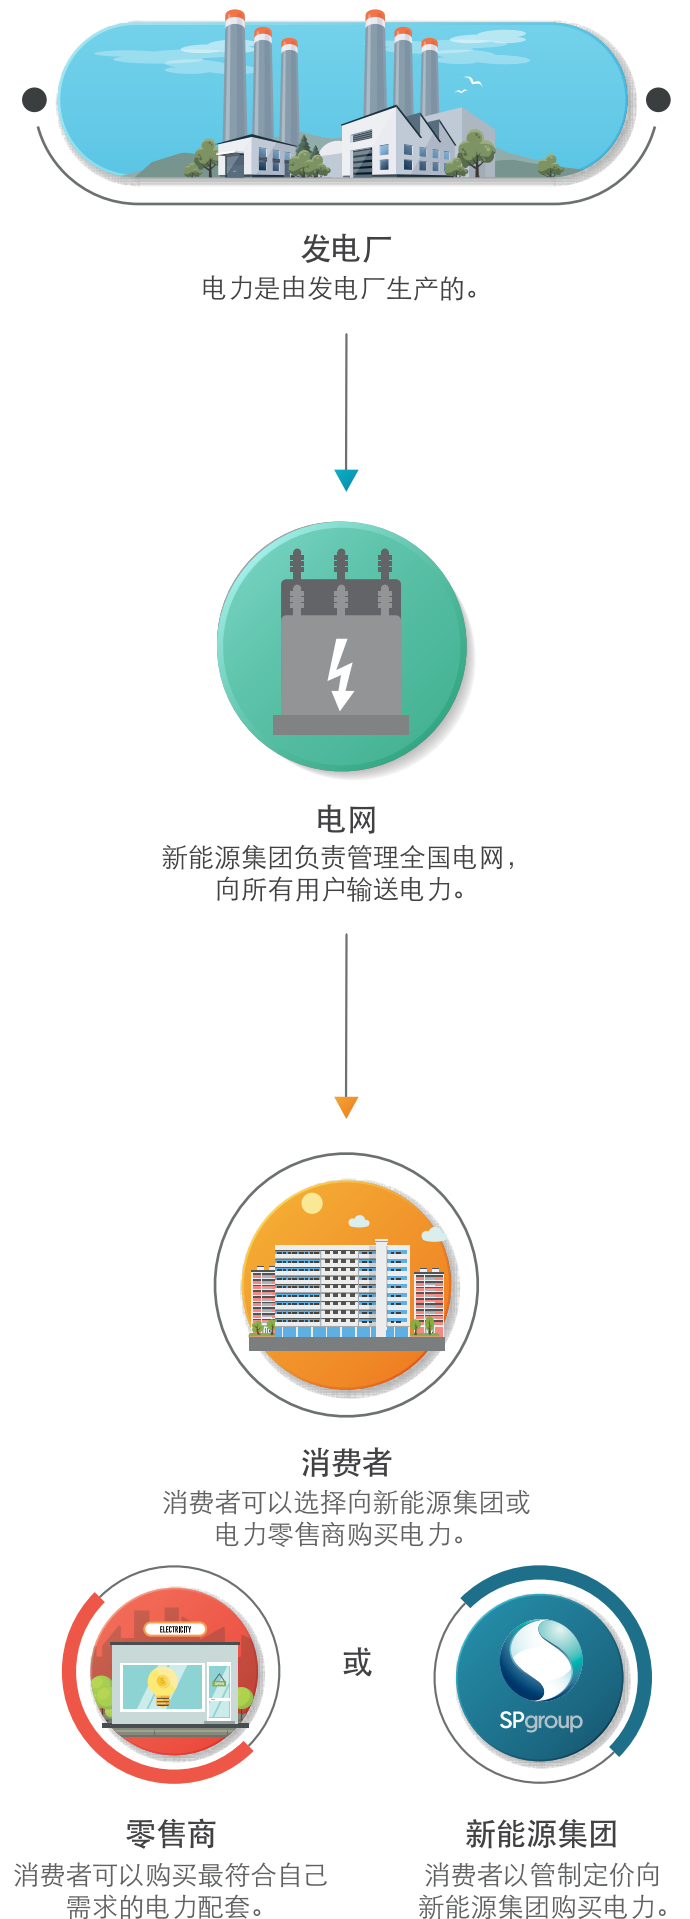 发电厂
电力是由发电厂生产的。
电网
新能源集团负责管理全国电网，
向所有用户输送电力。
消费者
消费者可以选择向新能源集团或
电力零售商购买电力。
ELECTRICITY
或
SPgroup
零售商
消费者可以购买最符合自己
需求的电力配套。
新能源集团
消费者以管制定价向
新能源集团购买电力。